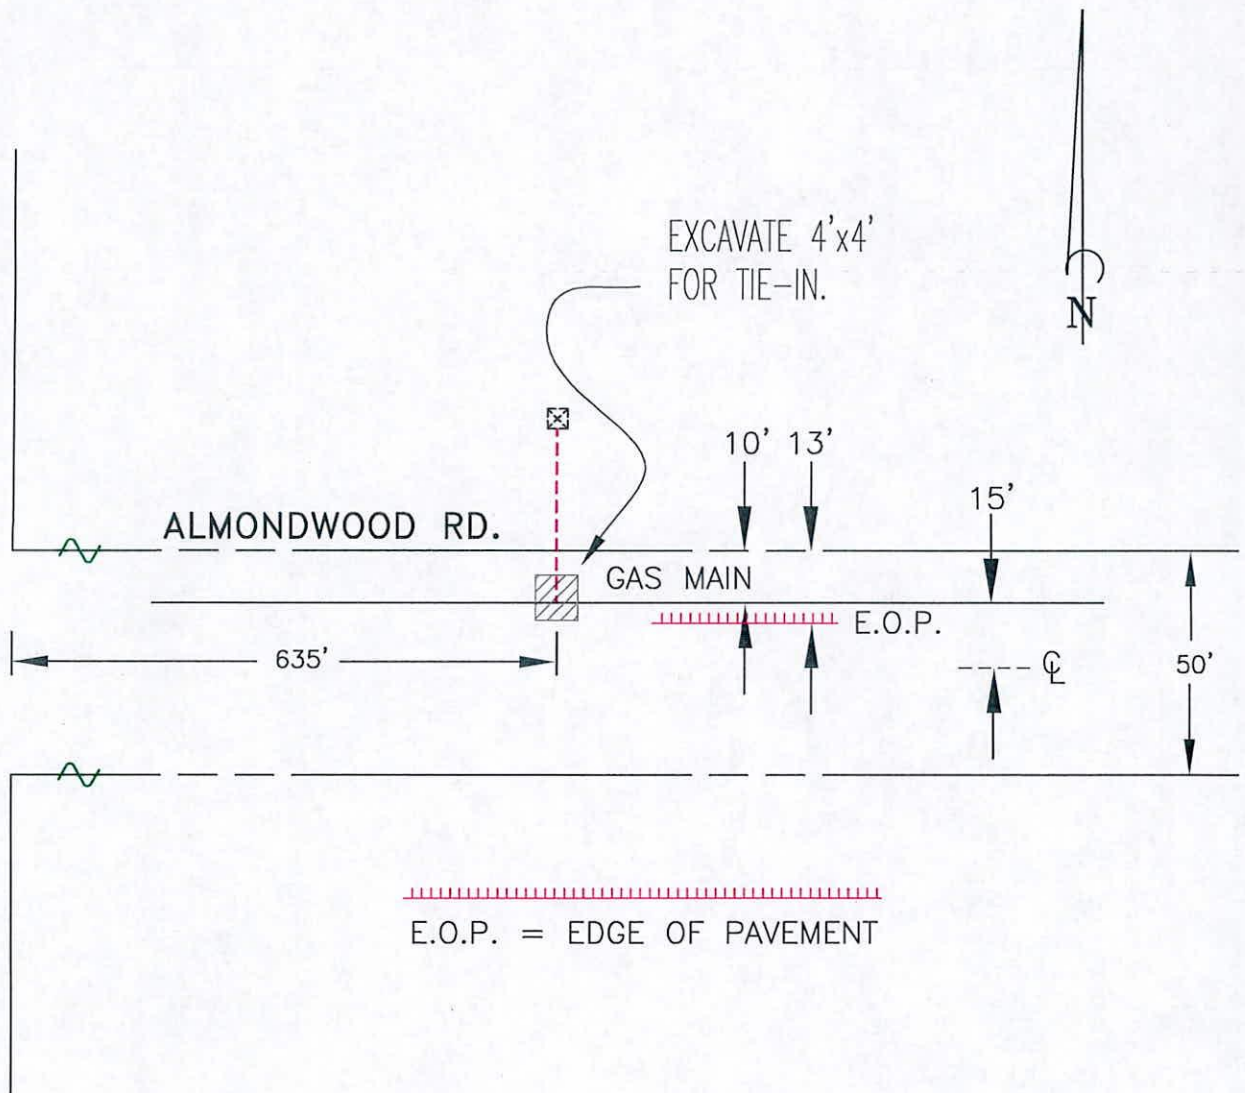 N
EXCAVATE 4'x4'
FOR TIE-IN.
10' 13'
15'
ALMONDWOOD RD.
GAS MAIN
E.O.P.
635'
℄
50'
E.O.P. = EDGE OF PAVEMENT